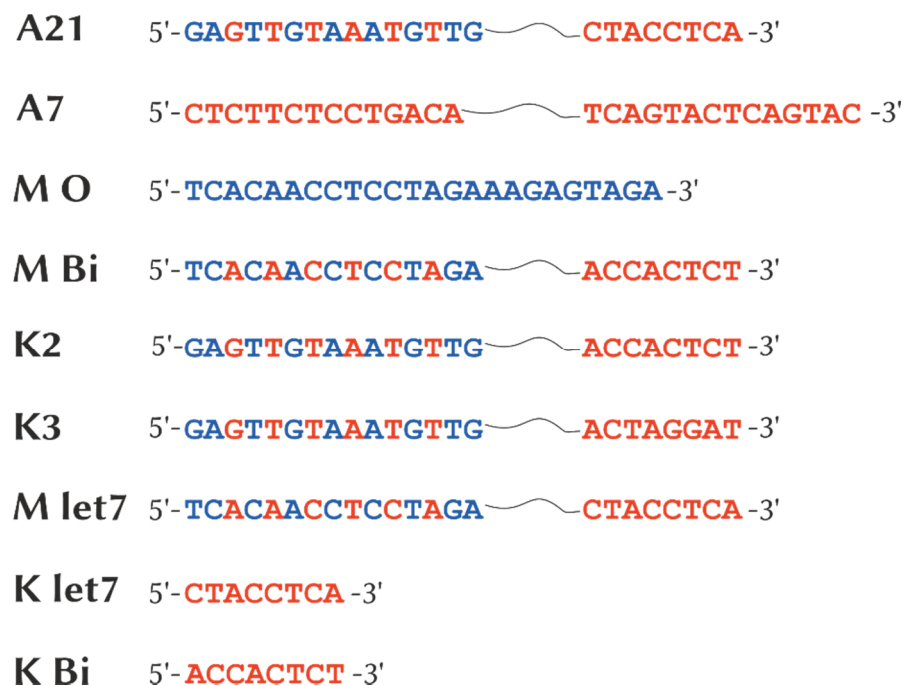 A21 5'-GAGTTGTAAATGTTG CTACCTCA-3'
A7 5'-CTCTTCTCCTGACA TCAGTACTCAGTAC-3'
M O 5'-TCACAACCTCCTAGAAAGAGTAGA-3'
M Bi 5'-TCACAACCTCCTAGA ACCACTCT-3'
K2 5'-GAGTTGTAAATGTTG ACCACTCT-3'
K3 5'-GAGTTGTAAATGTTG ACTAGGAT-3'
M let7 5'-TCACAACCTCCTAGA CTACCTCA-3'
K let7 5'-CTACCTCA-3'
K Bi 5'-ACCACTCT-3'